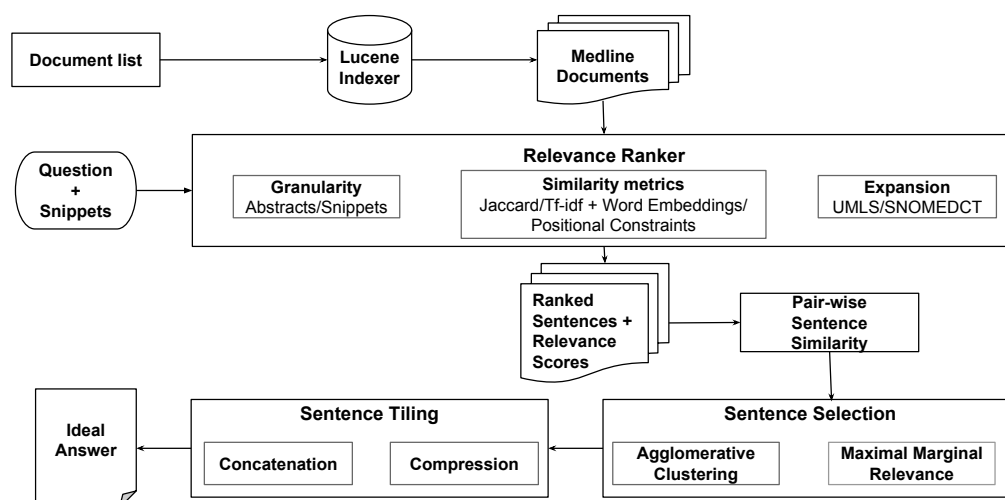 Document list
Lucene
Indexer
Medline
Documents
Question
+
Snippets
Relevance Ranker
Granularity
Abstracts/Snippets
Similarity metrics
Jaccard/Tf-idf + Word Embeddings/
Positional Constraints
Expansion
UMLS/SNOMEDCT
Ranked
Sentences +
Relevance
Scores
Pair-wise
Sentence
Similarity
Sentence Selection
Agglomerative
Clustering
Maximal Marginal
Relevance
Sentence Tiling
Concatenation
Compression
Ideal
Answer